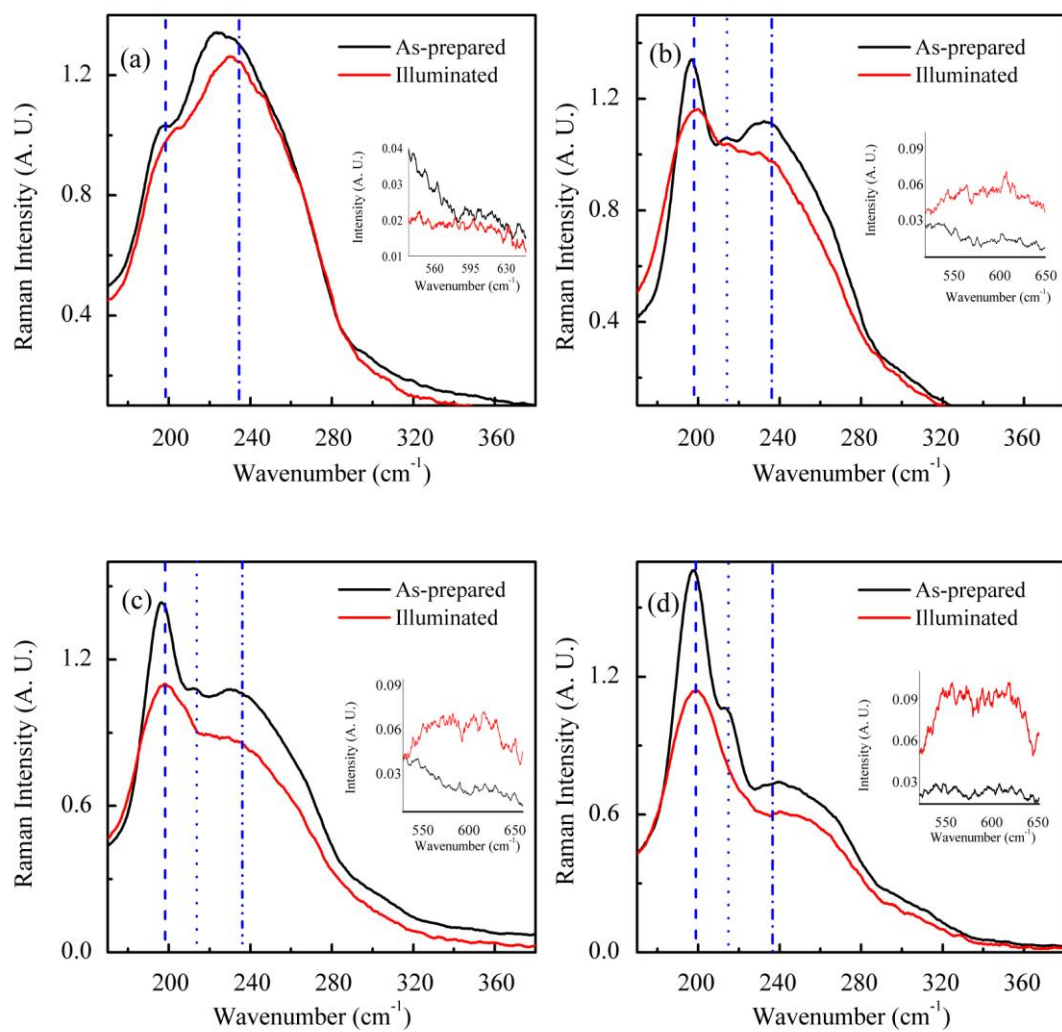 (a)
As-prepared
Illuminated
Raman Intensity (A. U.)
1.2
0.8
0.4
200 240 280 320 360
Wavenumber (cm⁻¹)
Intensity (A. U.)
0.04
0.03
0.02
0.01
560 595 630
Wavenumber (cm⁻¹)
(b)
As-prepared
Illuminated
Raman Intensity (A. U.)
1.2
0.8
0.4
200 240 280 320 360
Wavenumber (cm⁻¹)
Intensity (A. U.)
0.09
0.06
0.03
550 600 650
Wavenumber (cm⁻¹)
(c)
As-prepared
Illuminated
Raman Intensity (A. U.)
1.2
0.6
0.0
200 240 280 320 360
Wavenumber (cm⁻¹)
Intensity (A. U.)
0.09
0.06
0.03
550 600 650
Wavenumber (cm⁻¹)
(d)
As-prepared
Illuminated
Raman Intensity (A. U.)
1.2
0.6
0.0
200 240 280 320 360
Wavenumber (cm⁻¹)
Intensity (A. U.)
0.09
0.06
0.03
550 600 650
Wavenumber (cm⁻¹)